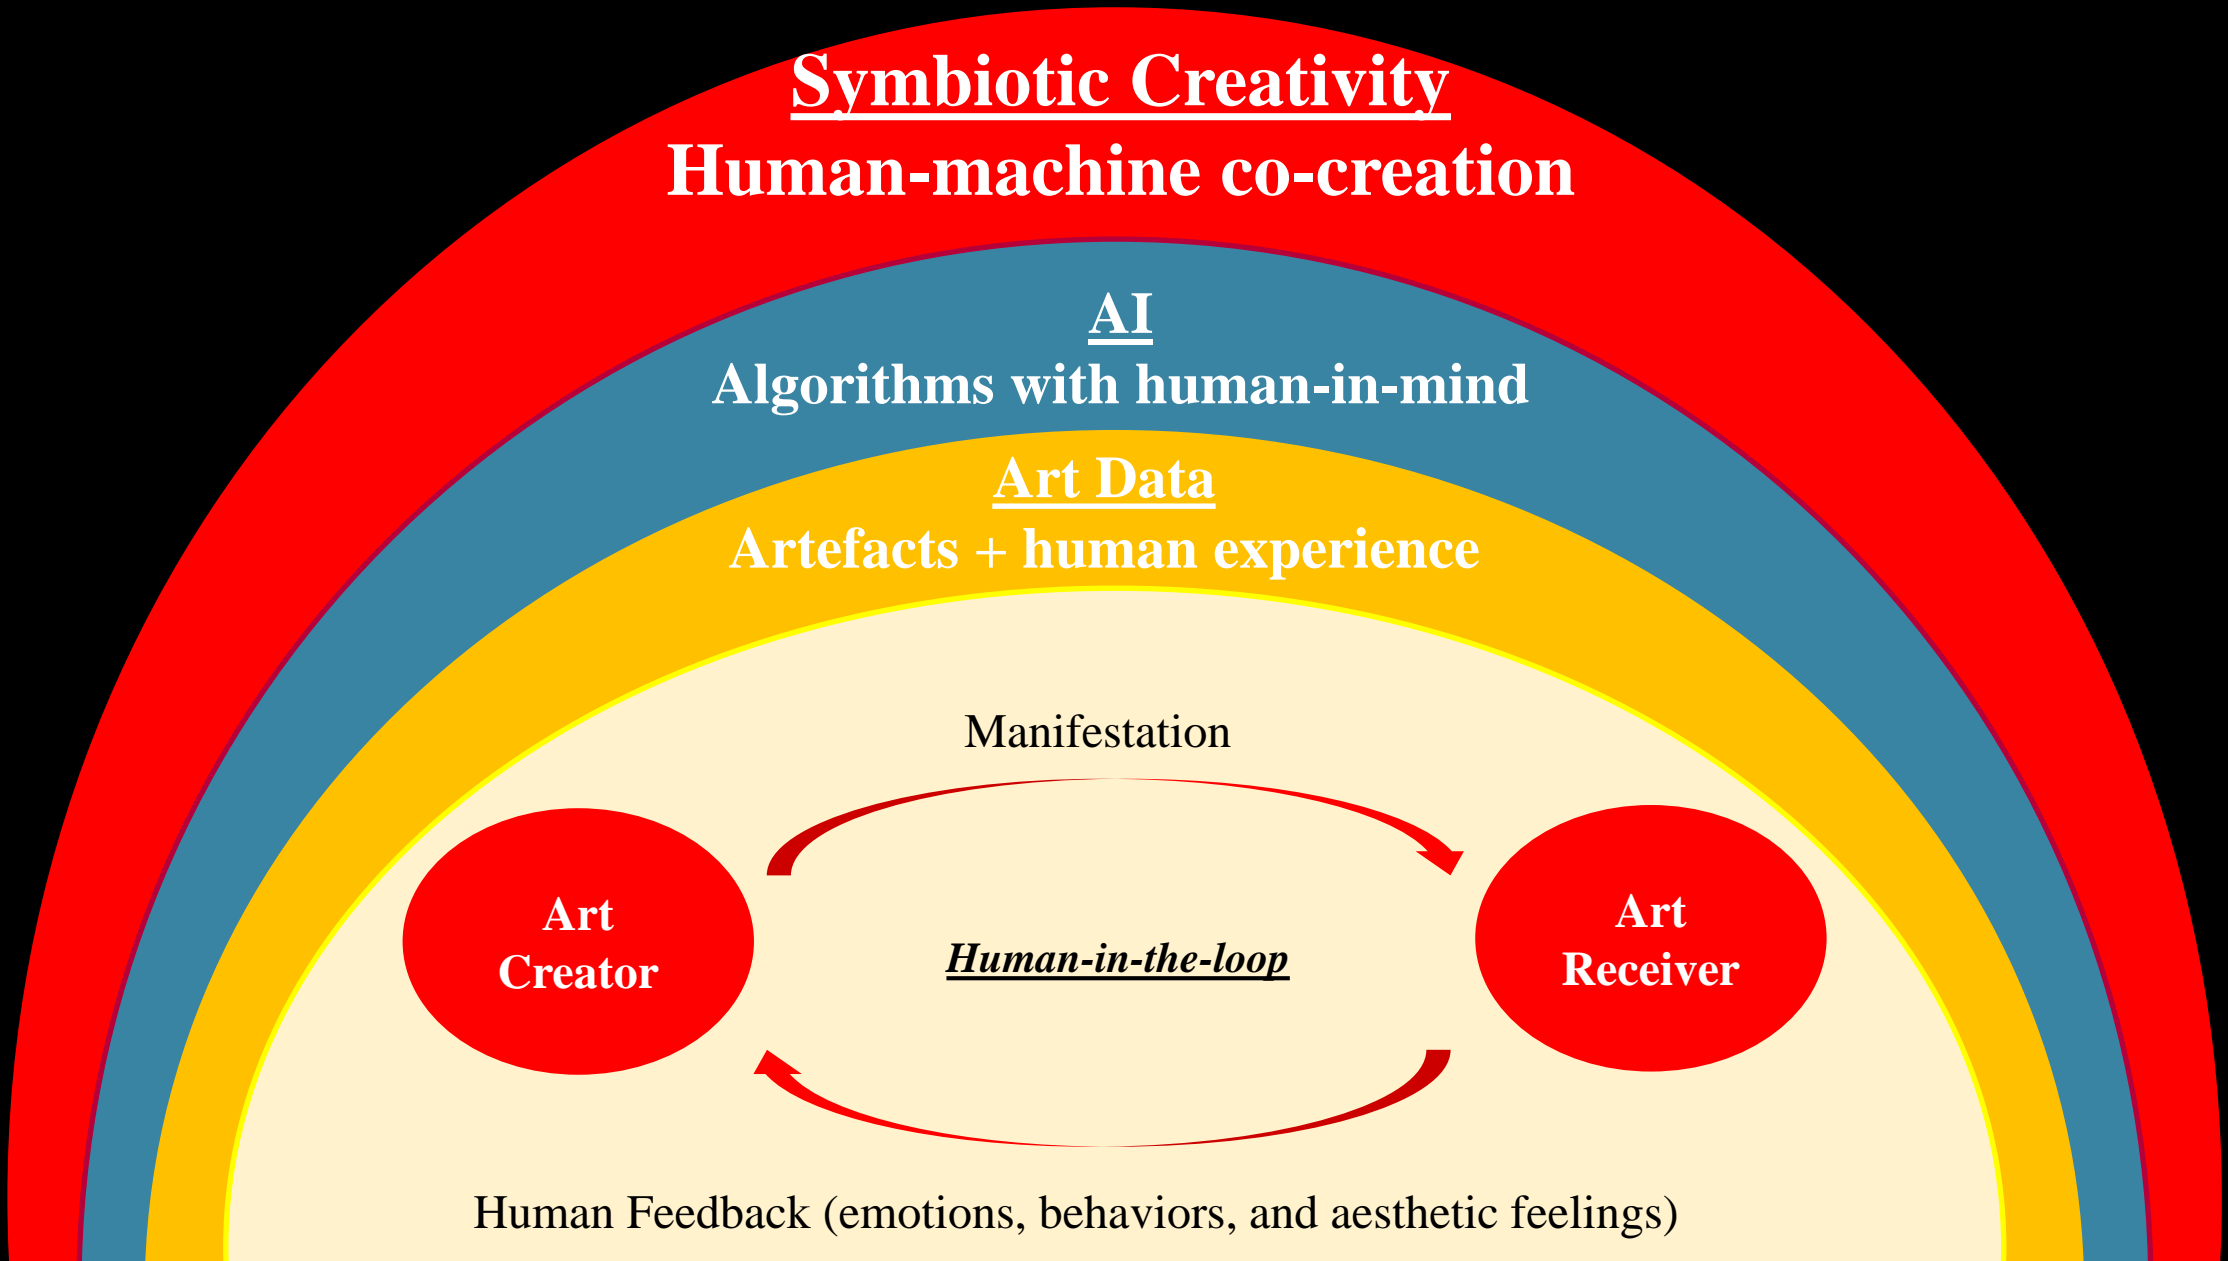 Symbiotic Creativity
Human-machine co-creation
AI
Algorithms with human-in-mind
Art Data
Artefacts + human experience
Manifestation
Art
Creator
Human-in-the-loop
Art
Receiver
Human Feedback (emotions, behaviors, and aesthetic feelings)